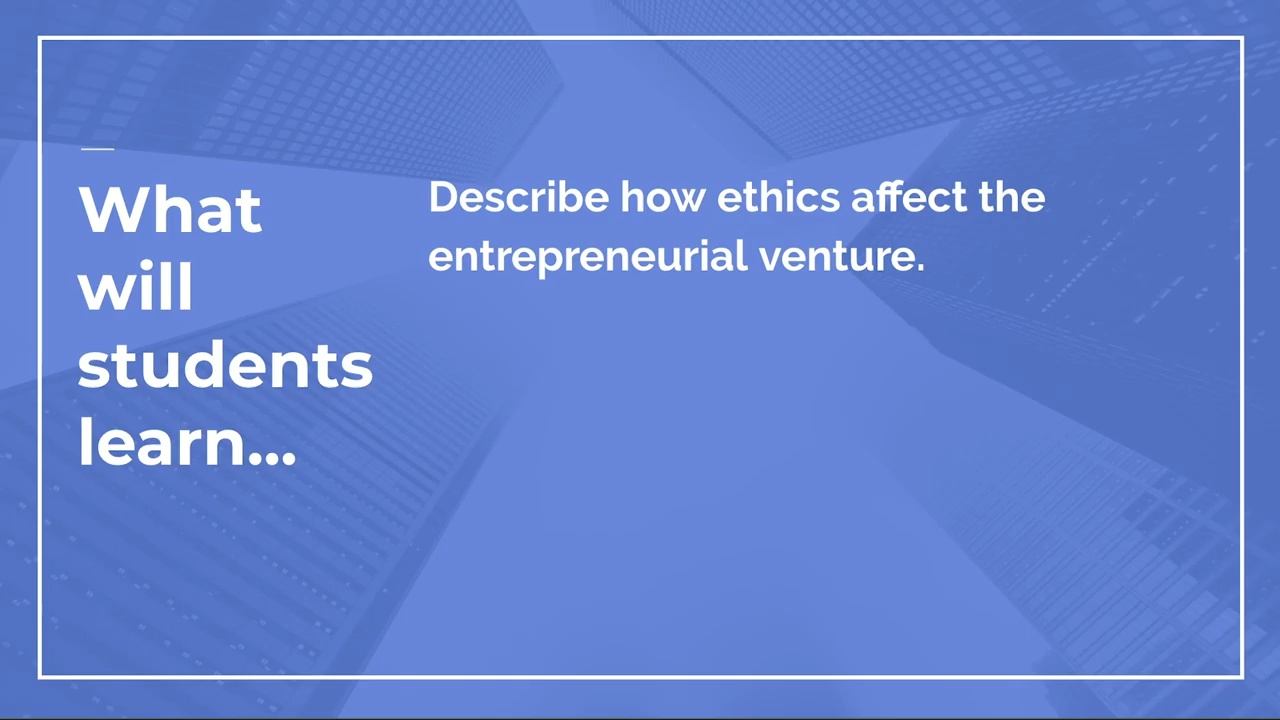 What
will
students
learn...
Describe how ethics affect the
entrepreneurial venture.